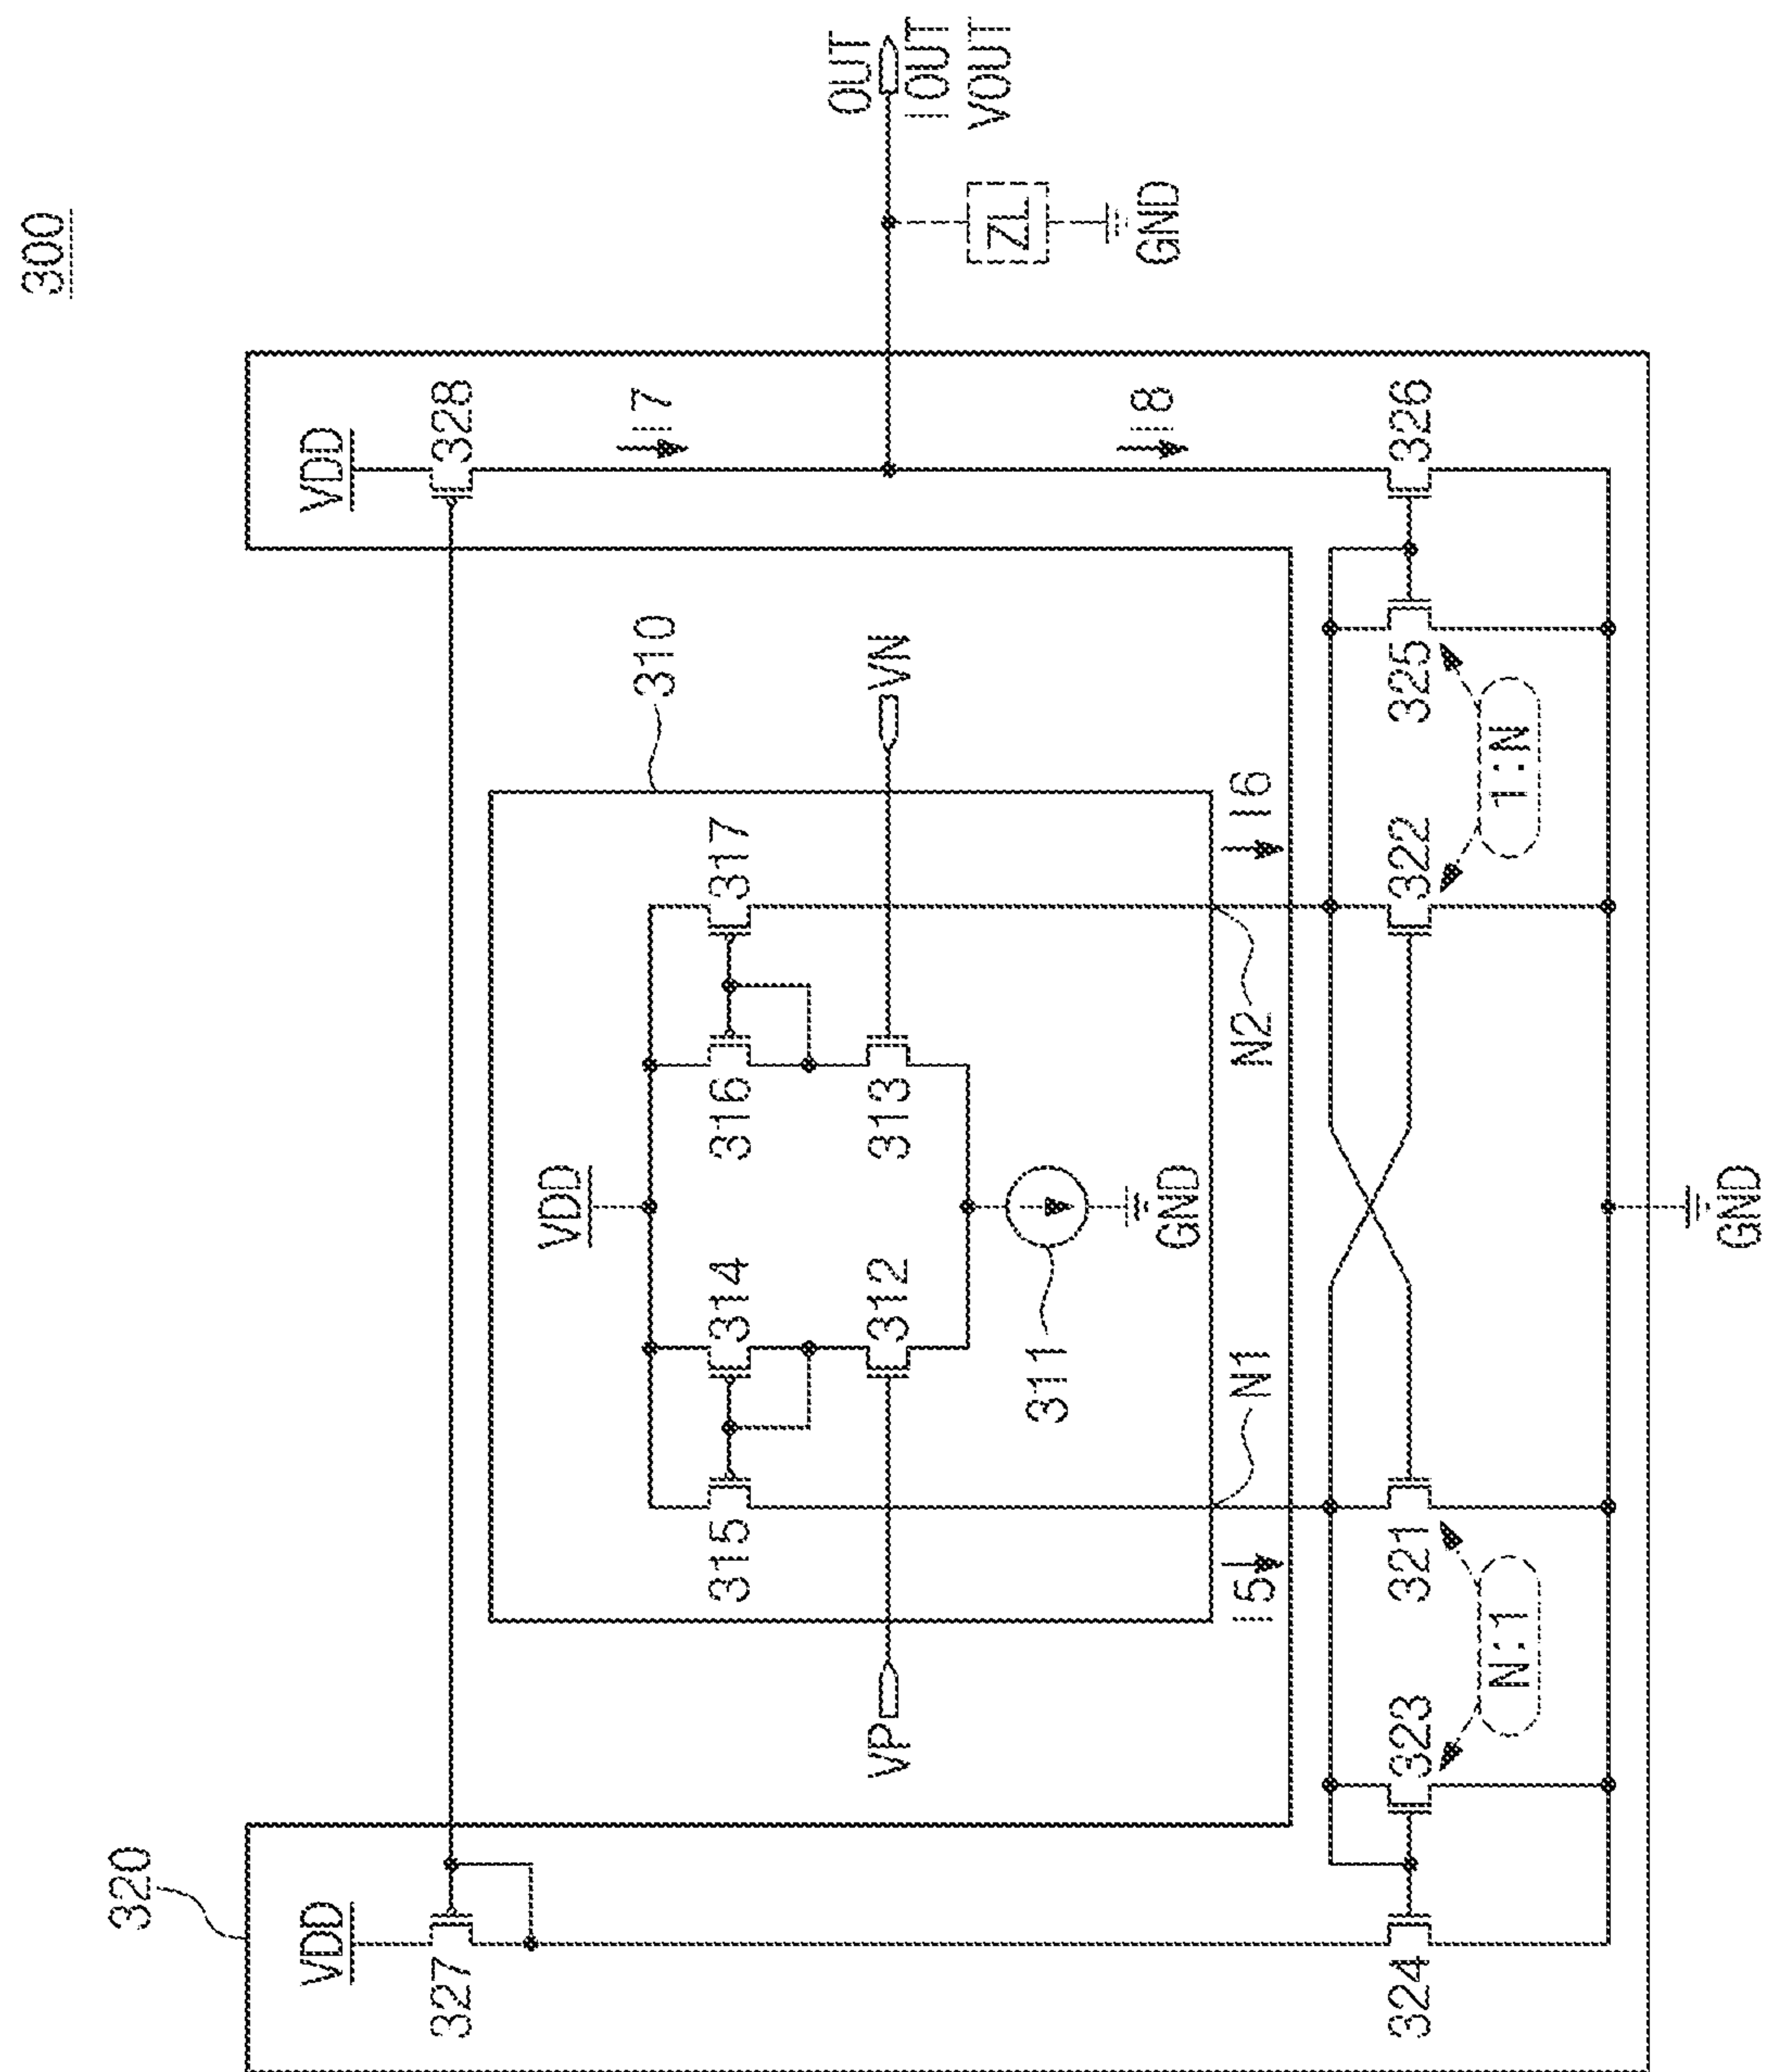 300
320
VDD
VDD
327
328
I7
OUT
IOUT
VOUT
ZL
GND
310
VDD
315
314
316
317
VP
312
313
VN
311
GND
I5
N1
N2
I6
I8
324
323
321
322
325
326
N:1
1:N
GND